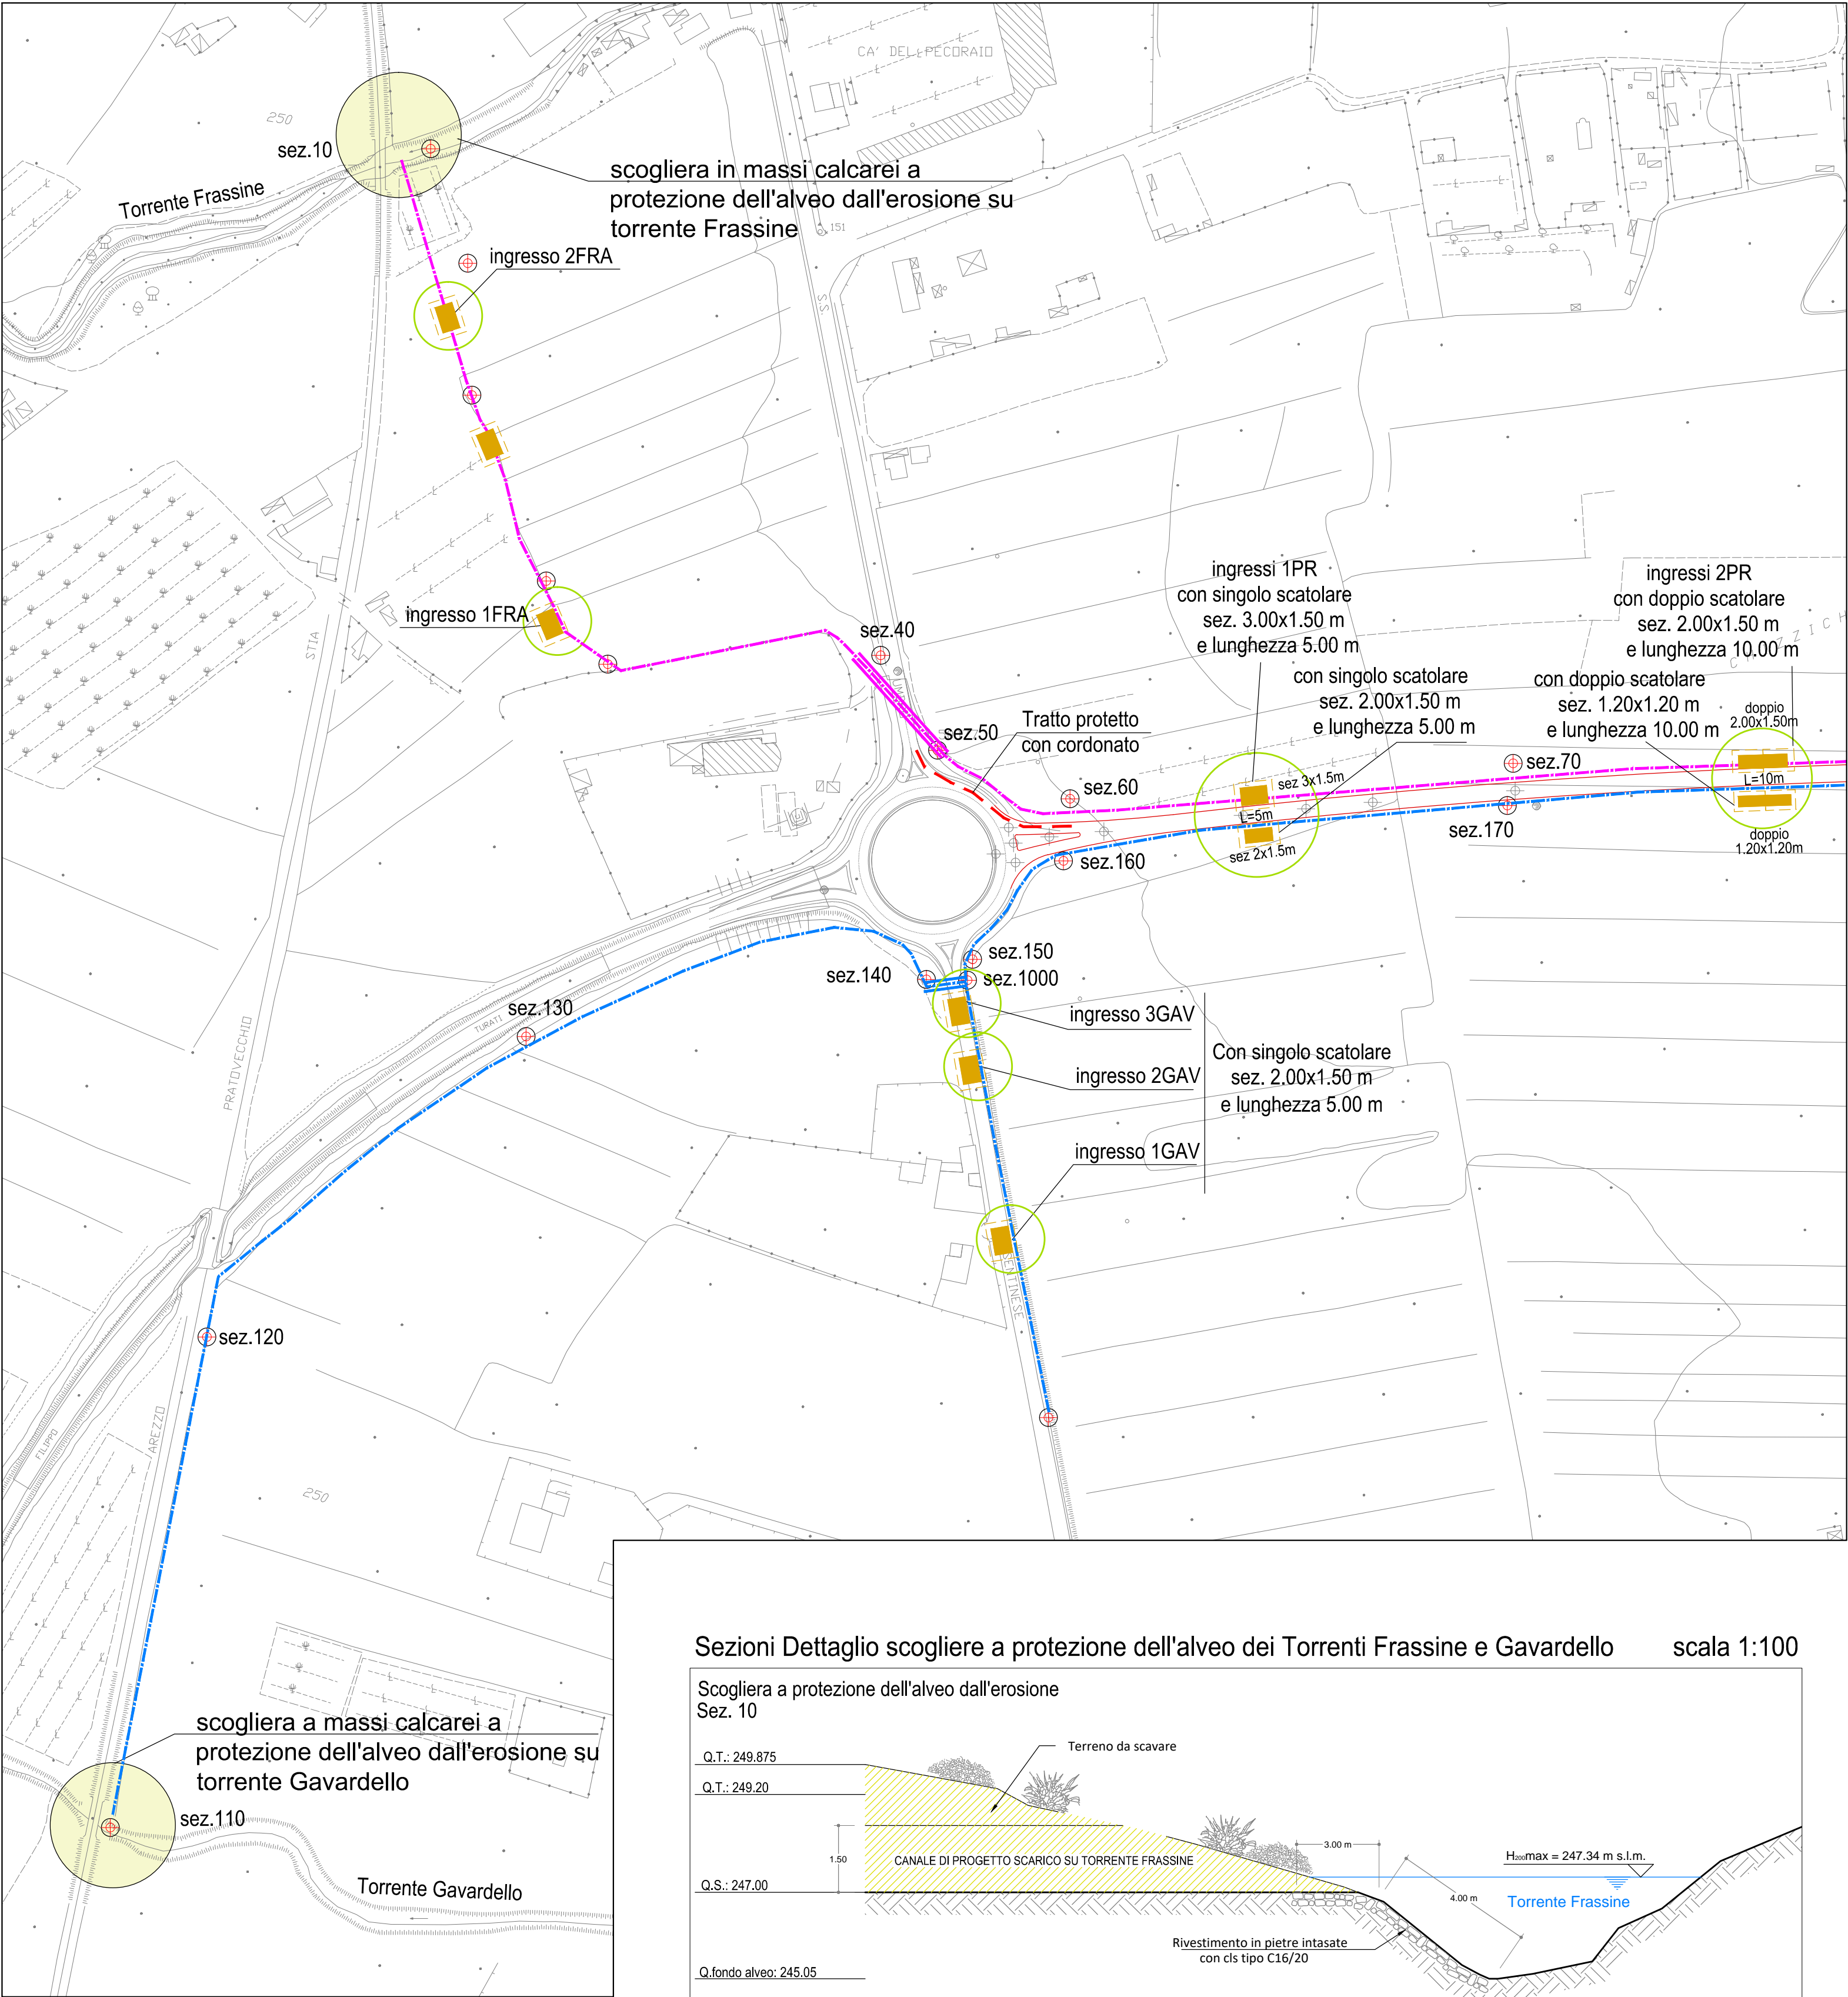 CA' DEL PECORAIO
250
sez.10
Torrente Frassine
scogliera in massi calcarei a
protezione dell'alveo dall'erosione su
torrente Frassine
151
ingresso 2FRA
S.S.
ingressi 1PR
con singolo scatolare
sez. 3.00x1.50 m
e lunghezza 5.00 m
ingressi 2PR
con doppio scatolare
sez. 2.00x1.50 m
e lunghezza 10.00 m
ingresso 1FRA
STIA
sez.40
con singolo scatolare
sez. 2.00x1.50 m
e lunghezza 5.00 m
con doppio scatolare
sez. 1.20x1.20 m
e lunghezza 10.00 m
doppio
2.00x1.50m
sez.50
Tratto protetto
con cordonato
sez.60
sez 3x1.5m
L=5m
sez 2x1.5m
sez.70
L=10m
sez.170
doppio
1.20x1.20m
sez.160
sez.150
sez.140
sez.1000
sez.130
TURATI
ingresso 3GAV
PRATOVECCHIO
Con singolo scatolare
sez. 2.00x1.50 m
e lunghezza 5.00 m
ingresso 2GAV
ingresso 1GAV
SENTINESE
sez.120
AREZZO
FILIPPO
250
scogliera a massi calcarei a
protezione dell'alveo dall'erosione su
torrente Gavardello
sez.110
Torrente Gavardello
Sezioni Dettaglio scogliere a protezione dell'alveo dei Torrenti Frassine e Gavardello scala 1:100
Scogliera a protezione dell'alveo dall'erosione
Sez. 10
Q.T.: 249.875
Terreno da scavare
Q.T.: 249.20
3.00 m
1.50
CANALE DI PROGETTO SCARICO SU TORRENTE FRASSINE
H200max = 247.34 m s.l.m.
Q.S.: 247.00
4.00 m
Torrente Frassine
Rivestimento in pietre intasate
con cls tipo C16/20
Q.fondo alveo: 245.05